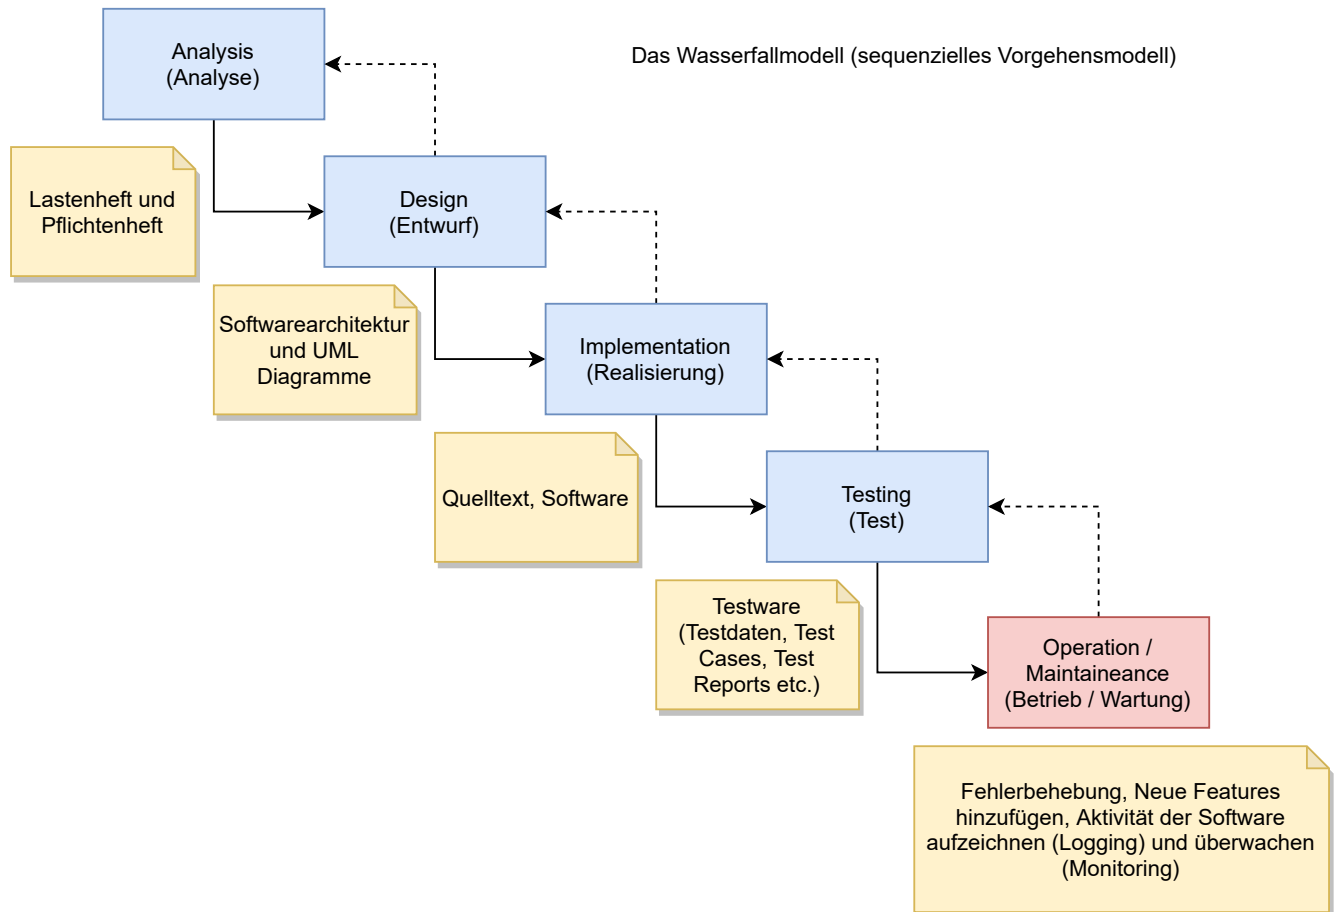 Analysis
(Analyse)
Das Wasserfallmodell (sequenzielles Vorgehensmodell)
Lastenheft und
Pflichtenheft
Design
(Entwurf)
Softwarearchitektur
und UML
Diagramme
Implementation
(Realisierung)
Quelltext, Software
Testing
(Test)
Testware
(Testdaten, Test
Cases, Test
Reports etc.)
Operation /
Maintaineance
(Betrieb / Wartung)
Fehlerbehebung, Neue Features
hinzufügen, Aktivität der Software
aufzeichnen (Logging) und überwachen
(Monitoring)